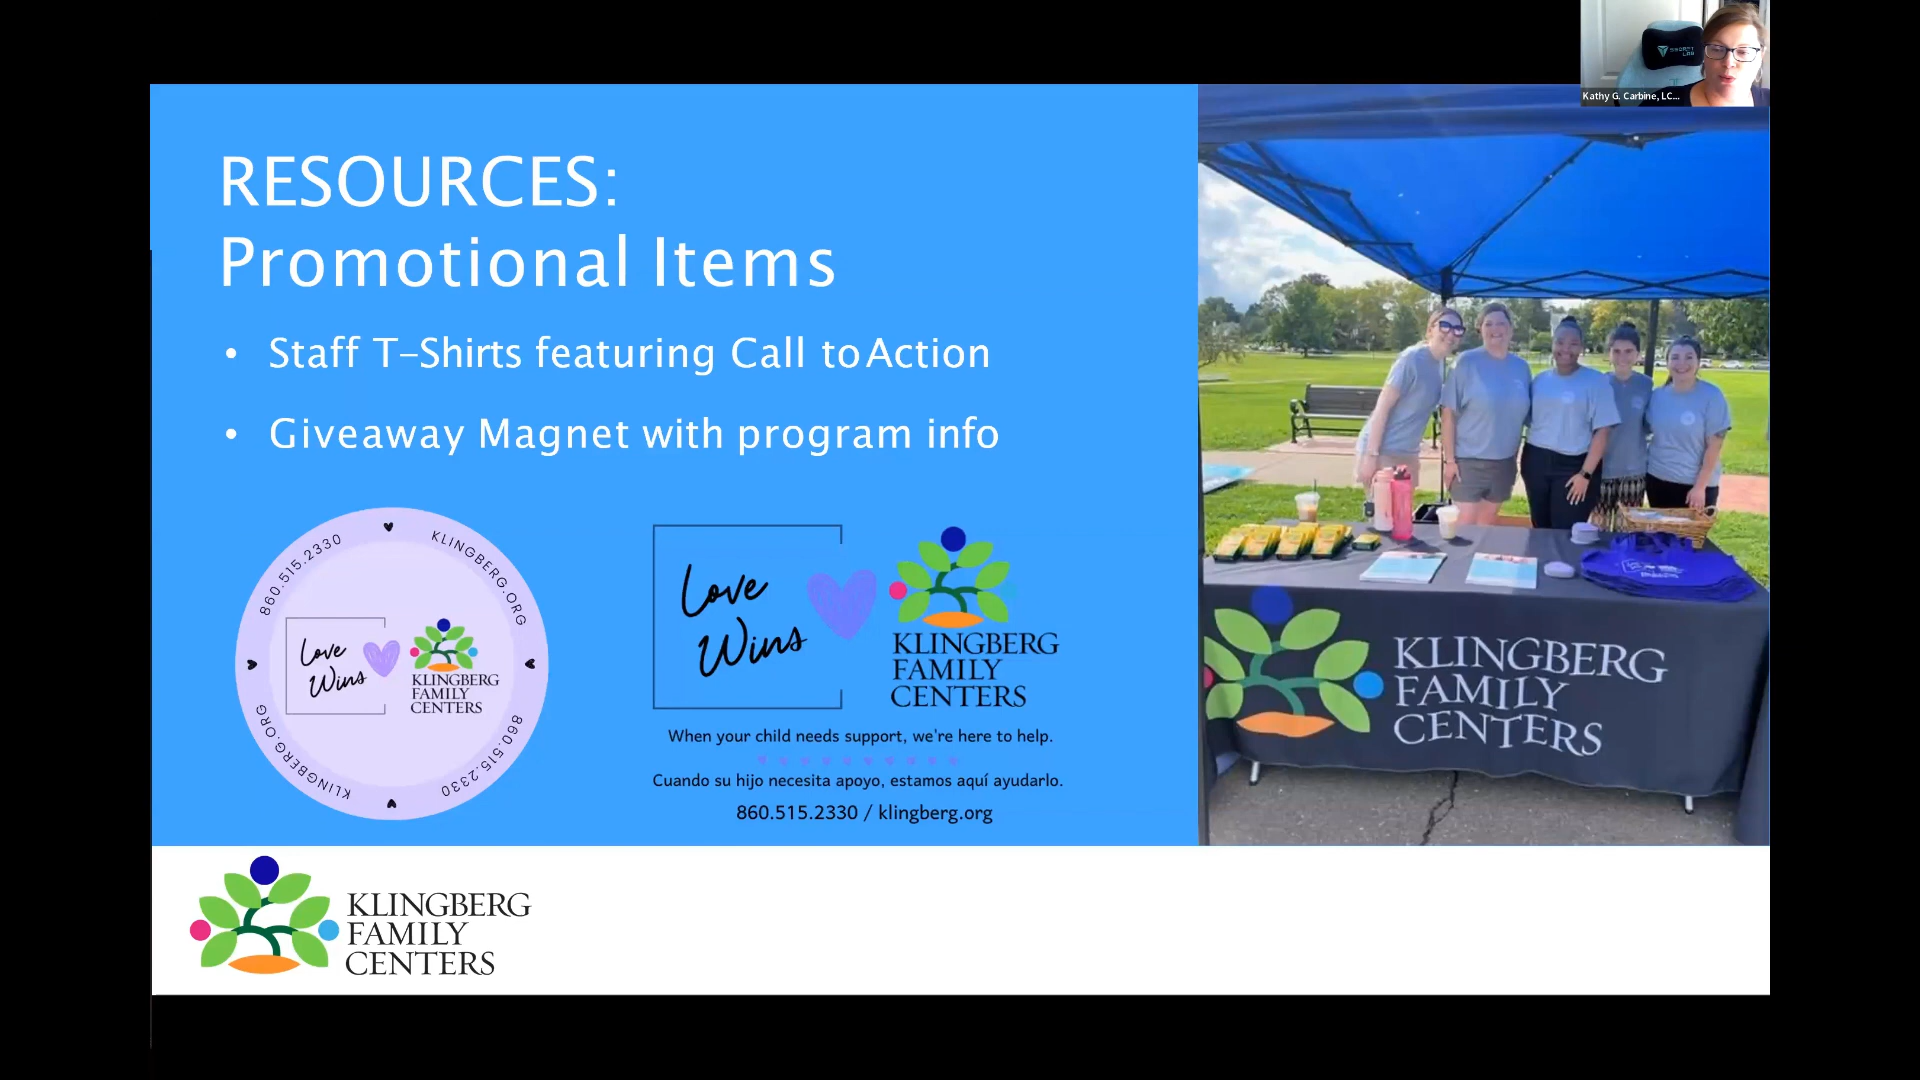 SECRET
LAB
Kathy G. Carbine, LC...
RESOURCES:
Promotional Items
• Staff T-Shirts featuring Call to Action
• Giveaway Magnet with program info
860.515.2330
KLINGBERG.ORG
Love
Wins
KLINGBERG
FAMILY
CENTERS
KLINGBERG.ORG
860.515.2330
Love
Wins
KLINGBERG
FAMILY
CENTERS
When your child needs support, we're here to help.
Cuando su hijo necesita apoyo, estamos aquí ayudarlo.
860.515.2330 / klingberg.org
KLINGBERG
FAMILY
CENTERS
KLINGBERG
FAMILY
CENTERS